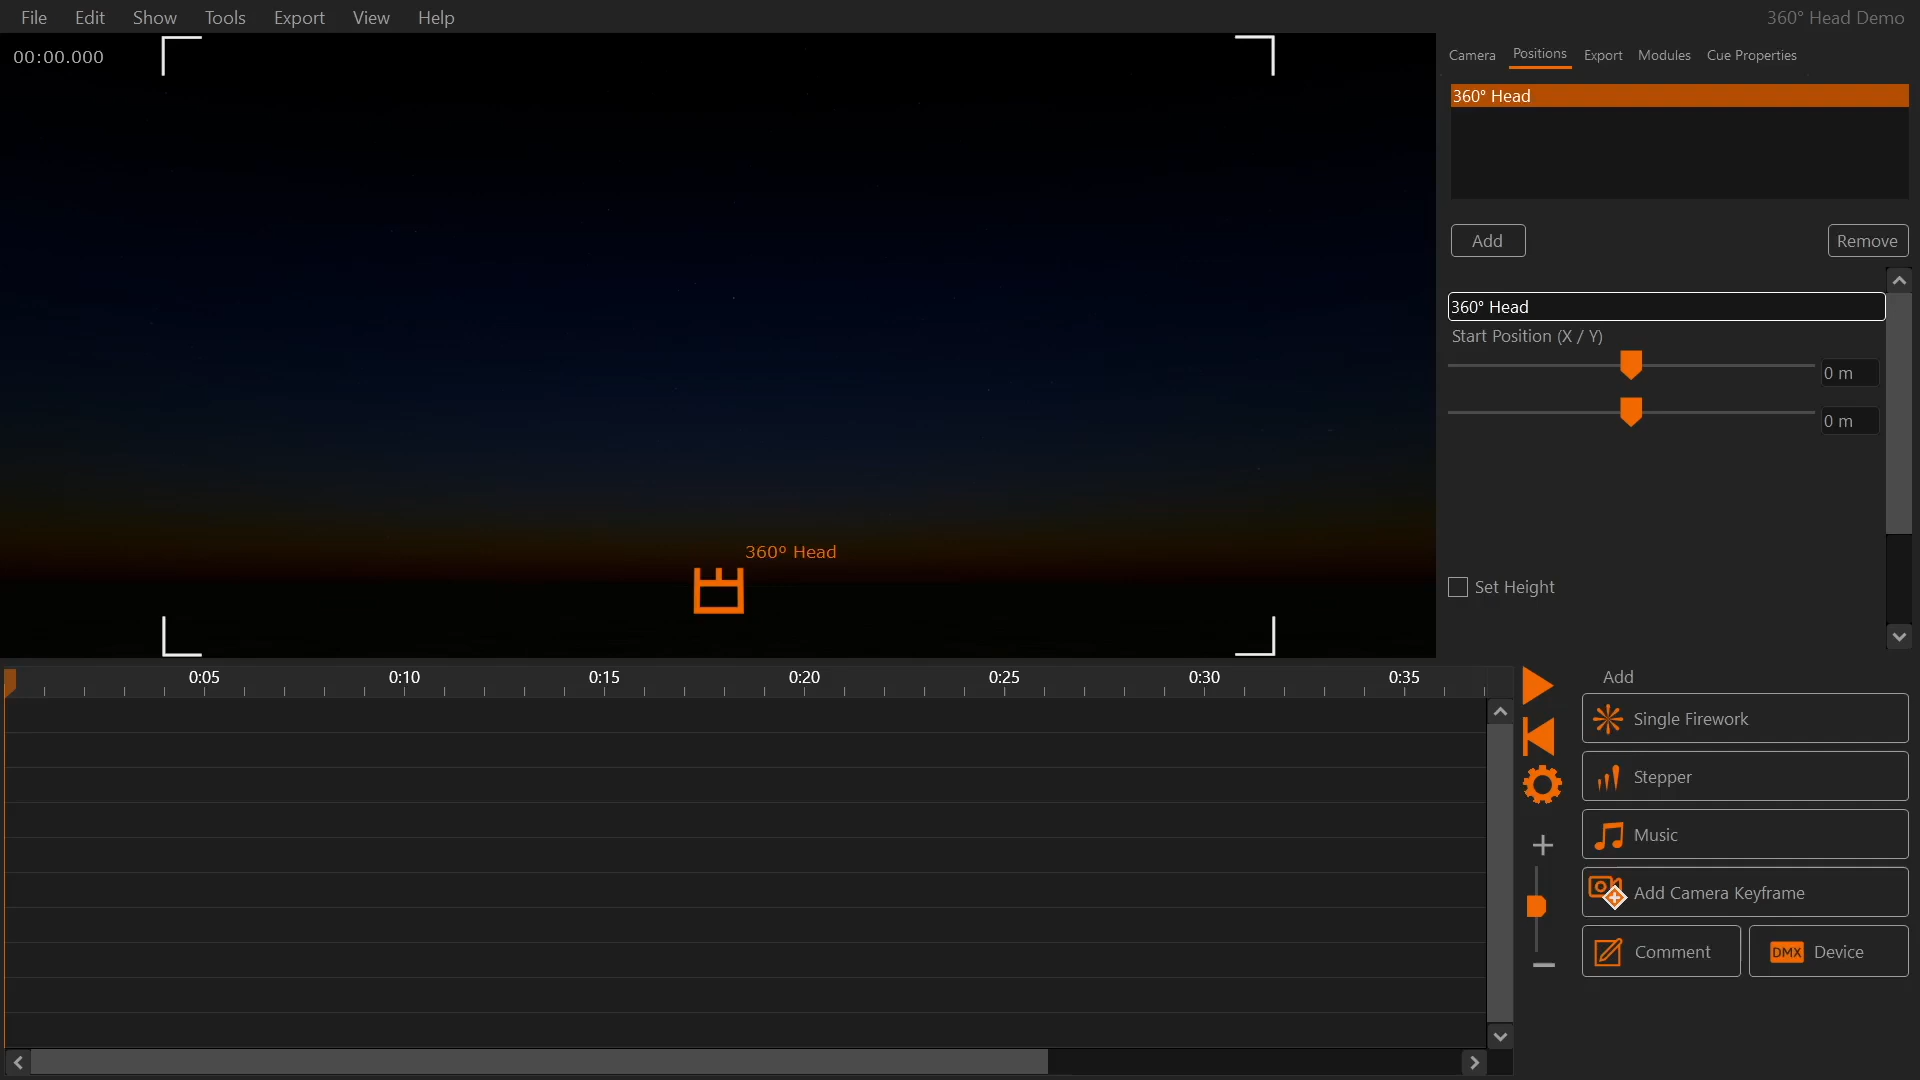 File Edit Show Tools Export View Help 360° Head Demo
00:00.000
Camera Positions Export Modules Cue Properties
360° Head
Add Remove
360° Head
Start Position (X / Y)
0 m
0 m
360º Head
Set Height
0:05 0:10 0:15 0:20 0:25 0:30 0:35
Add
Single Firework
Stepper
Music
Add Camera Keyframe
Comment
DMX Device